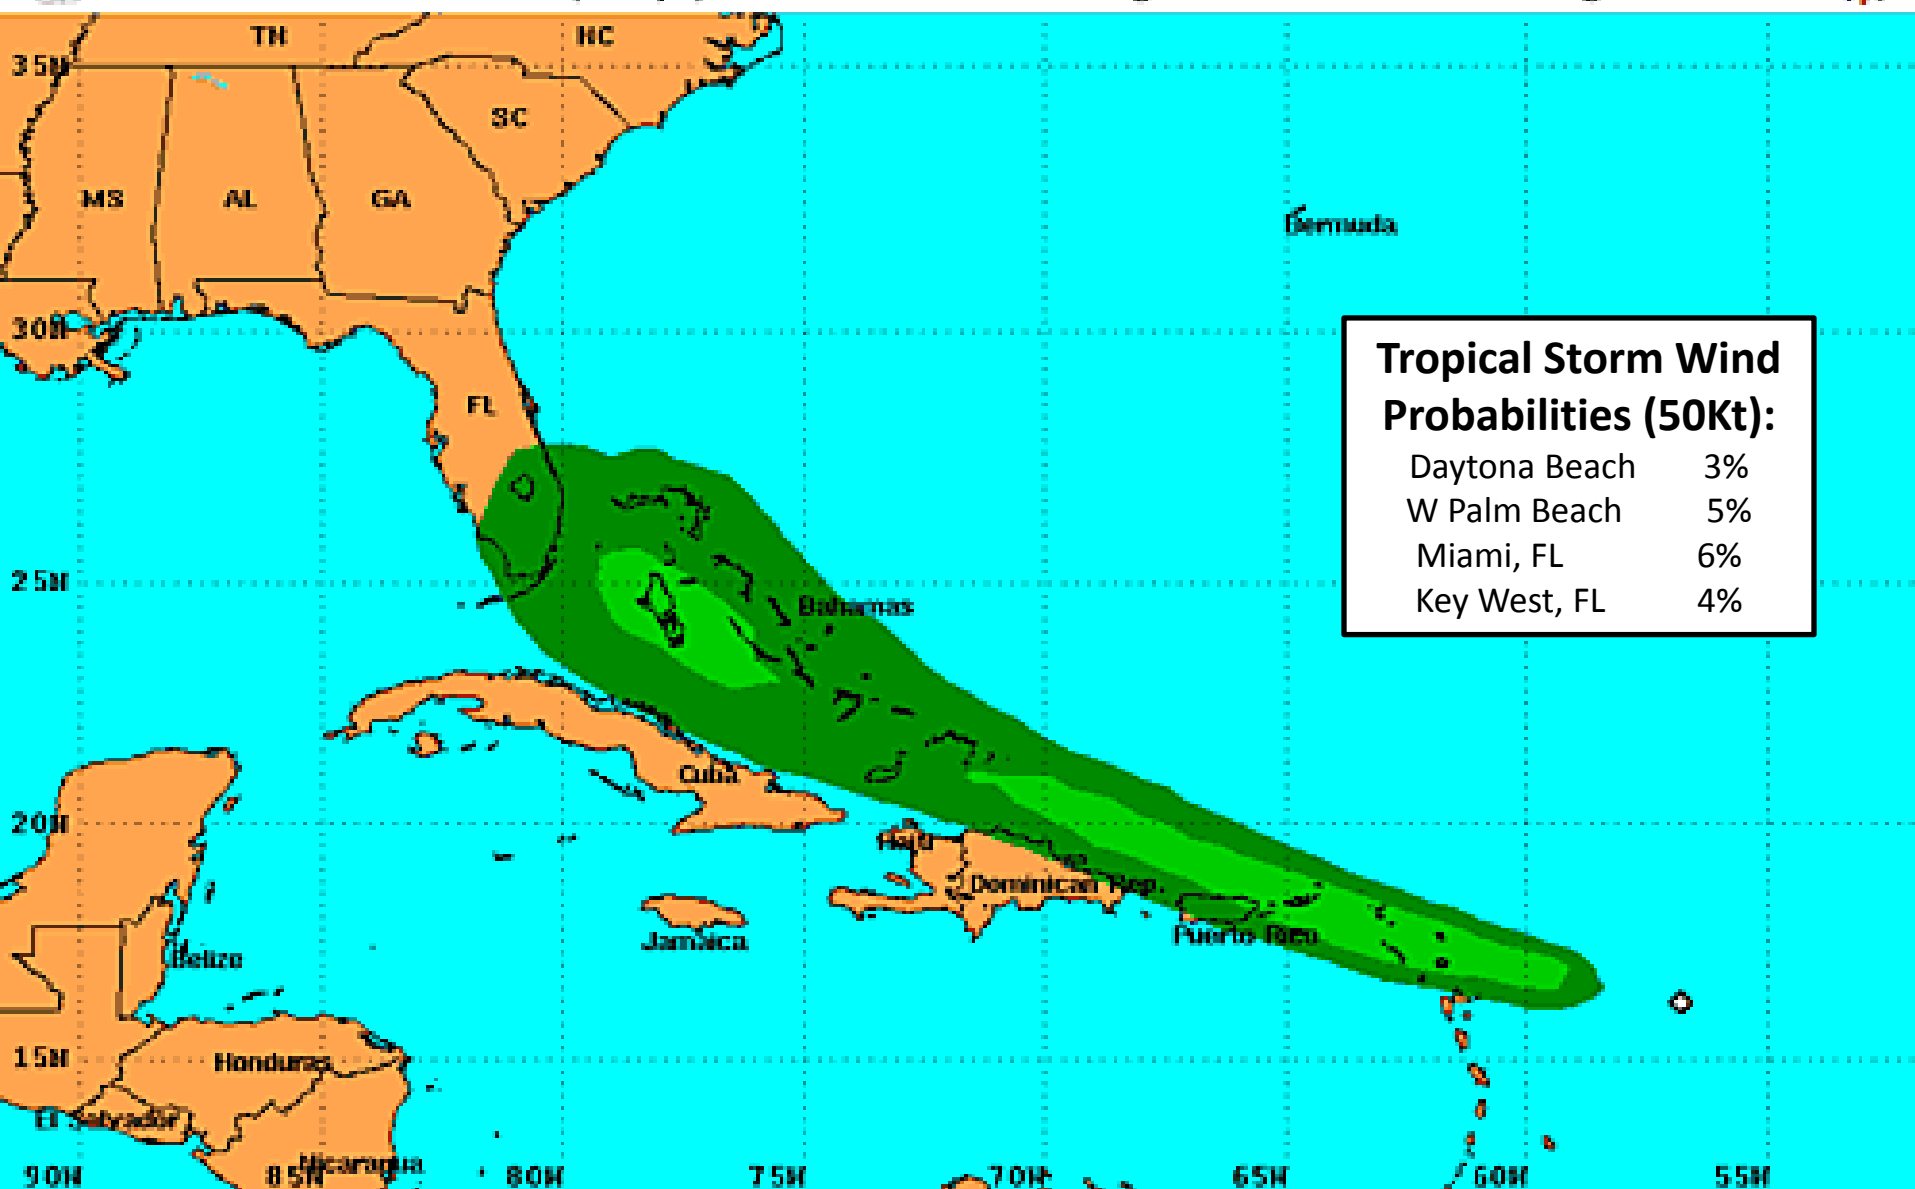 TN
NC
35N
SC
MS
AL
GA
Bermuda
30N
Tropical Storm Wind
Probabilities (50Kt):
FL
Daytona Beach 3%
W Palm Beach 5%
Miami, FL 6%
Key West, FL 4%
25N
Bahamas
Cuba
20N
Haiti
Dominican Rep.
Jamaica
Puerto Rico
Belize
15N
Honduras
El Salvador
Nicaragua
90W 85W 80W 75W 70W 65W 60W 55W